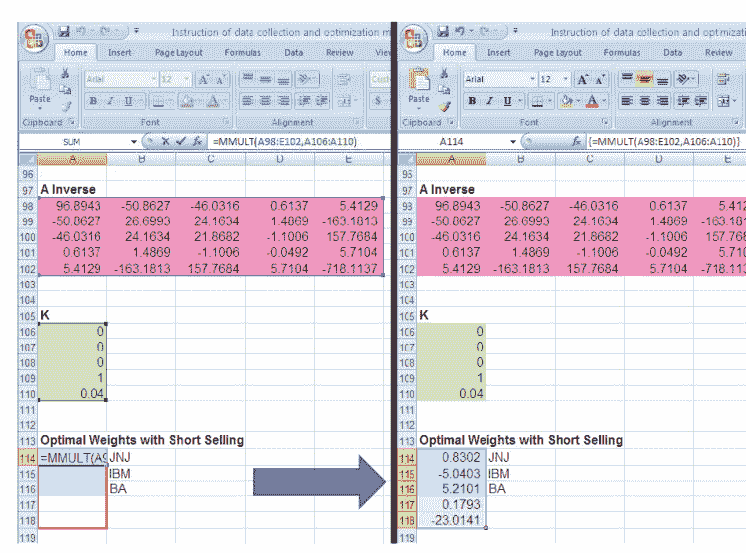 Instruction of data collection and optimization m
Home Insert Page Layout Formulas Data Review View
Arial 12
Paste B I U $
Clipboard Font Alignment
SUM =MMULT(A98:E102,A106:A110)
A B C D E
96
97 A Inverse
98 96.8943 -50.8627 -46.0316 0.6137 5.4129
99 -50.8627 26.6993 24.1634 1.4869 -163.1813
100 -46.0316 24.1634 21.8682 -1.1006 157.7684
101 0.6137 1.4869 -1.1006 -0.0492 5.7104
102 5.4129 -163.1813 157.7684 5.7104 -718.1137
103
104
105 K
106 0
107 0
108 0
109 1
110 0.04
111
112
113 Optimal Weights with Short Selling
114 =MMULT(A9 JNJ
115 IBM
116 BA
117
118
119
Instruction of data collection and optimizati
Home Insert Page Layout Formulas Data Review
Arial 12
Paste B I U
Clipboard Font Alignment
A114 {=MMULT(A98:E102,A106:A110)}
A B C D E
96
97 A Inverse
98 96.8943 -50.8627 -46.0316 0.6137 5.412
99 -50.8627 26.6993 24.1634 1.4869 -163.181
100 -46.0316 24.1634 21.8682 -1.1006 157.768
101 0.6137 1.4869 -1.1006 -0.0492 5.710
102 5.4129 -163.1813 157.7684 5.7104 -718.113
103
104
105 K
106 0
107 0
108 0
109 1
110 0.04
111
112
113 Optimal Weights with Short Selling
114 0.8302 JNJ
115 -5.0403 IBM
116 5.2101 BA
117 0.1793
118 -23.0141
119